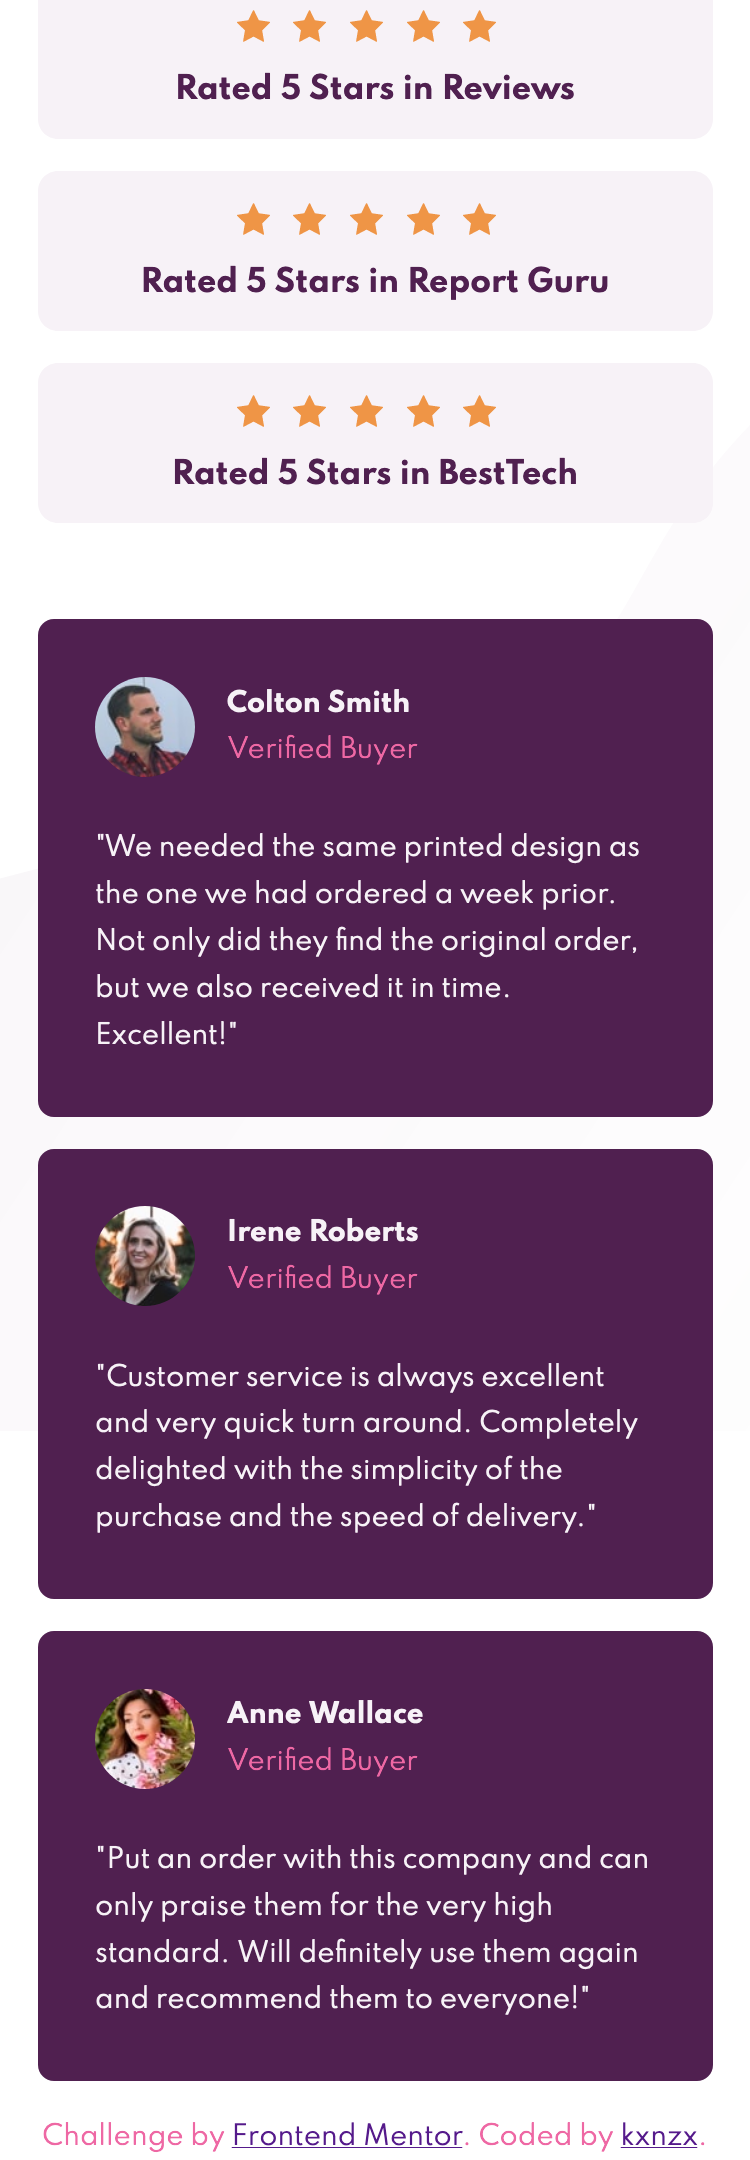 Rated 5 Stars in Reviews
Rated 5 Stars in Report Guru
Rated 5 Stars in BestTech
Colton Smith
Verified Buyer
"We needed the same printed design as
the one we had ordered a week prior.
Not only did they find the original order,
but we also received it in time.
Excellent!"
Irene Roberts
Verified Buyer
"Customer service is always excellent
and very quick turn around. Completely
delighted with the simplicity of the
purchase and the speed of delivery."
Anne Wallace
Verified Buyer
"Put an order with this company and can
only praise them for the very high
standard. Will definitely use them again
and recommend them to everyone!"
Challenge by Frontend Mentor. Coded by kxnzx.